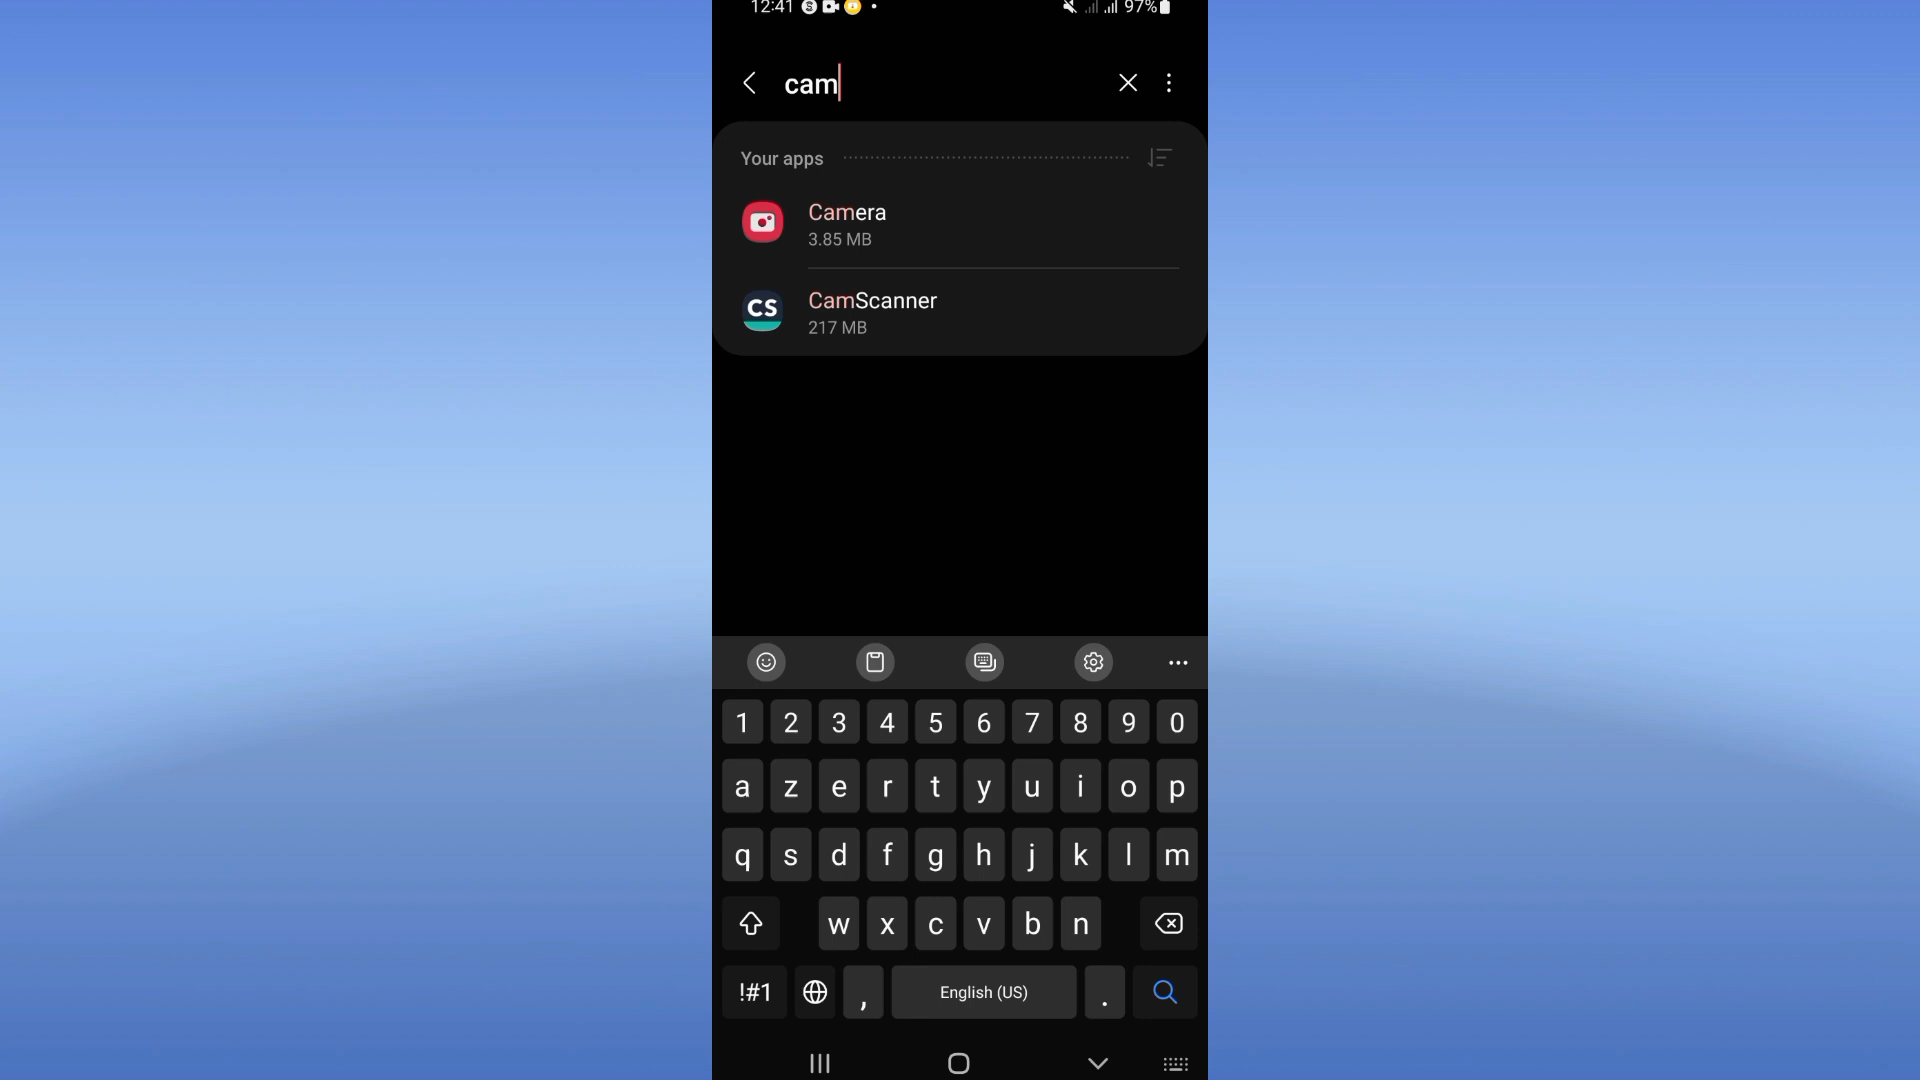 12:41 97%
cam
Your apps
Camera
3.85 MB
CS
CamScanner
217 MB
1 2 3 4 5 6 7 8 9 0
a z e r t y u i o p
q s d f g h j k l m
w x c v b n
!#1 , English (US) .